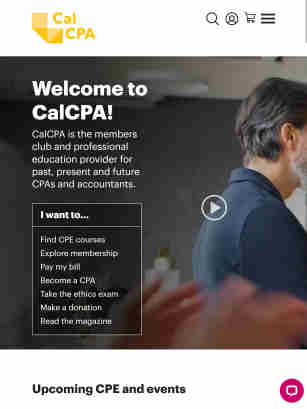 Cal
CPA
Welcome to
CalCPA!
CalCPA is the members
club and professional
education provider for
past, present and future
CPAs and accountants.
I want to...
Find CPE courses
Explore membership
Pay my bill
Become a CPA
Take the ethics exam
Make a donation
Read the magazine
Upcoming CPE and events